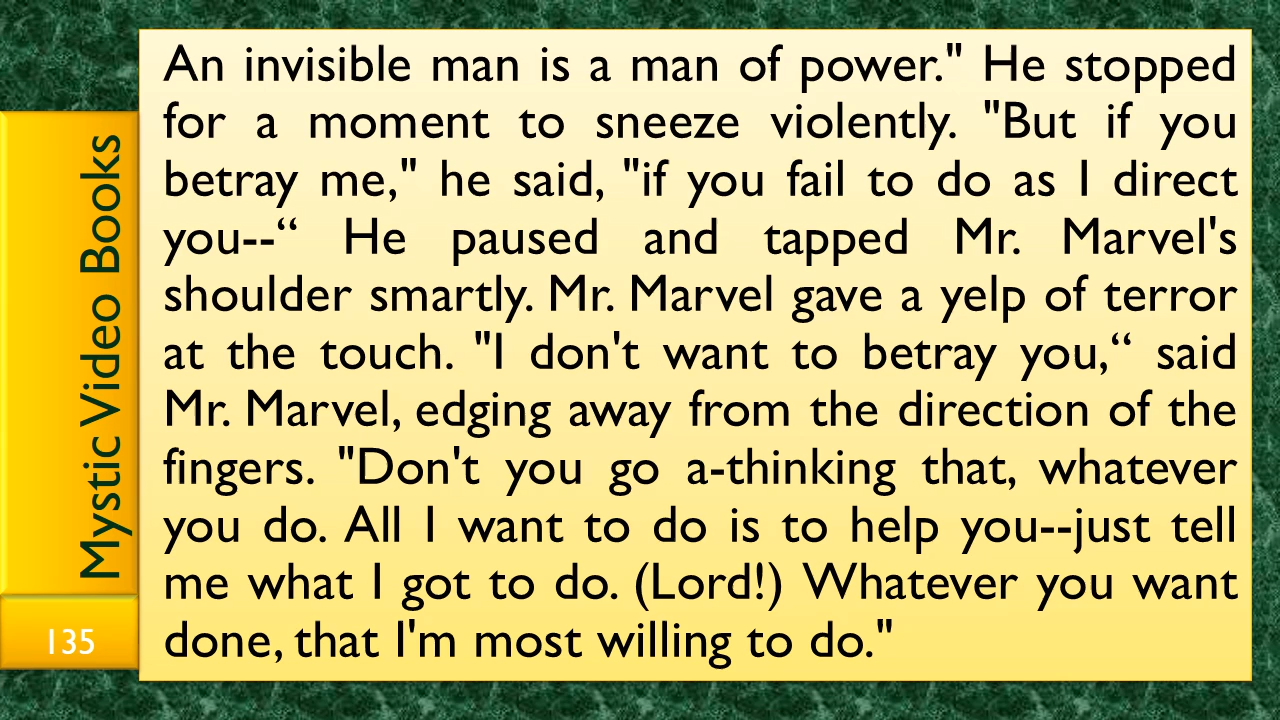 An invisible man is a man of power." He stopped
for a moment to sneeze violently. "But if you
betray me," he said, "if you fail to do as I direct
you--“ He paused and tapped Mr. Marvel's
shoulder smartly. Mr. Marvel gave a yelp of terror
at the touch. "I don't want to betray you,“ said
Mr. Marvel, edging away from the direction of the
fingers. "Don't you go a-thinking that, whatever
you do. All I want to do is to help you--just tell
me what I got to do. (Lord!) Whatever you want
done, that I'm most willing to do."
Mystic Video Books
135